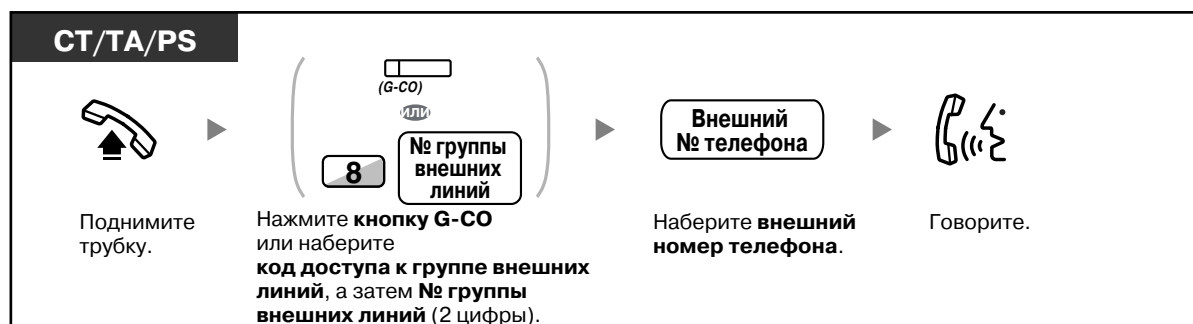 CT/TA/PS
(G-CO)
или
8
№ группы
внешних
линий
Внешний
№ телефона
Поднимите
трубку.
Нажмите кнопку G-CO
или наберите
код доступа к группе внешних
линий, а затем № группы
внешних линий (2 цифры).
Наберите внешний
номер телефона.
Говорите.